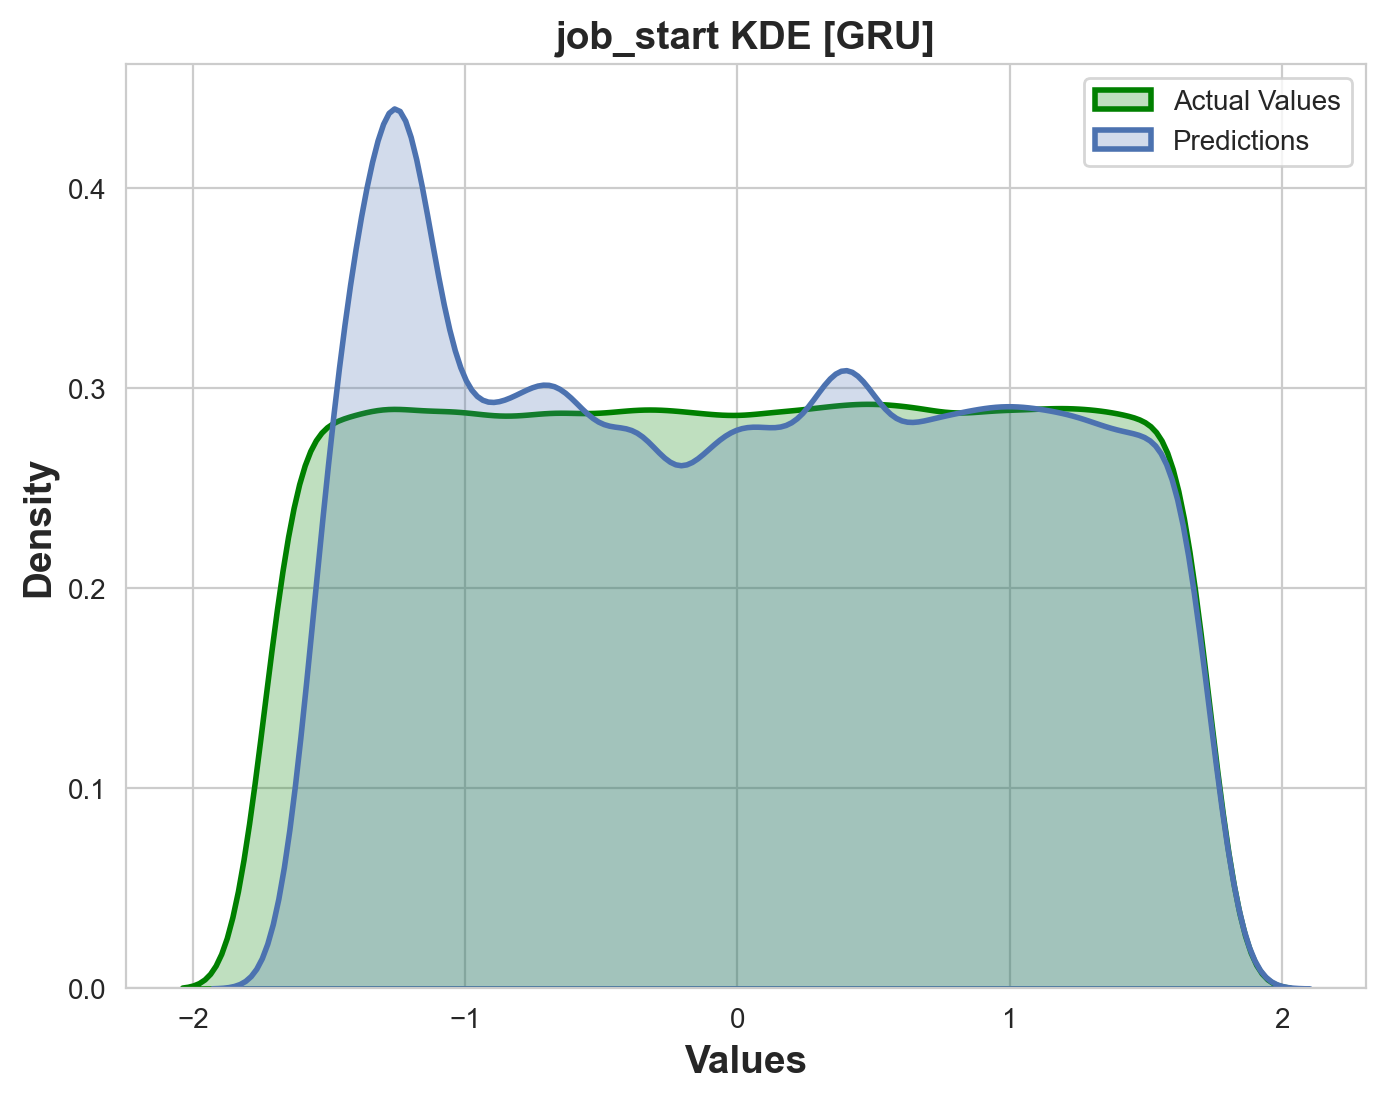 job_start KDE [GRU]
Actual Values
Predictions
Density
0.4
0.3
0.2
0.1
0.0
−2
−1
0
1
2
Values